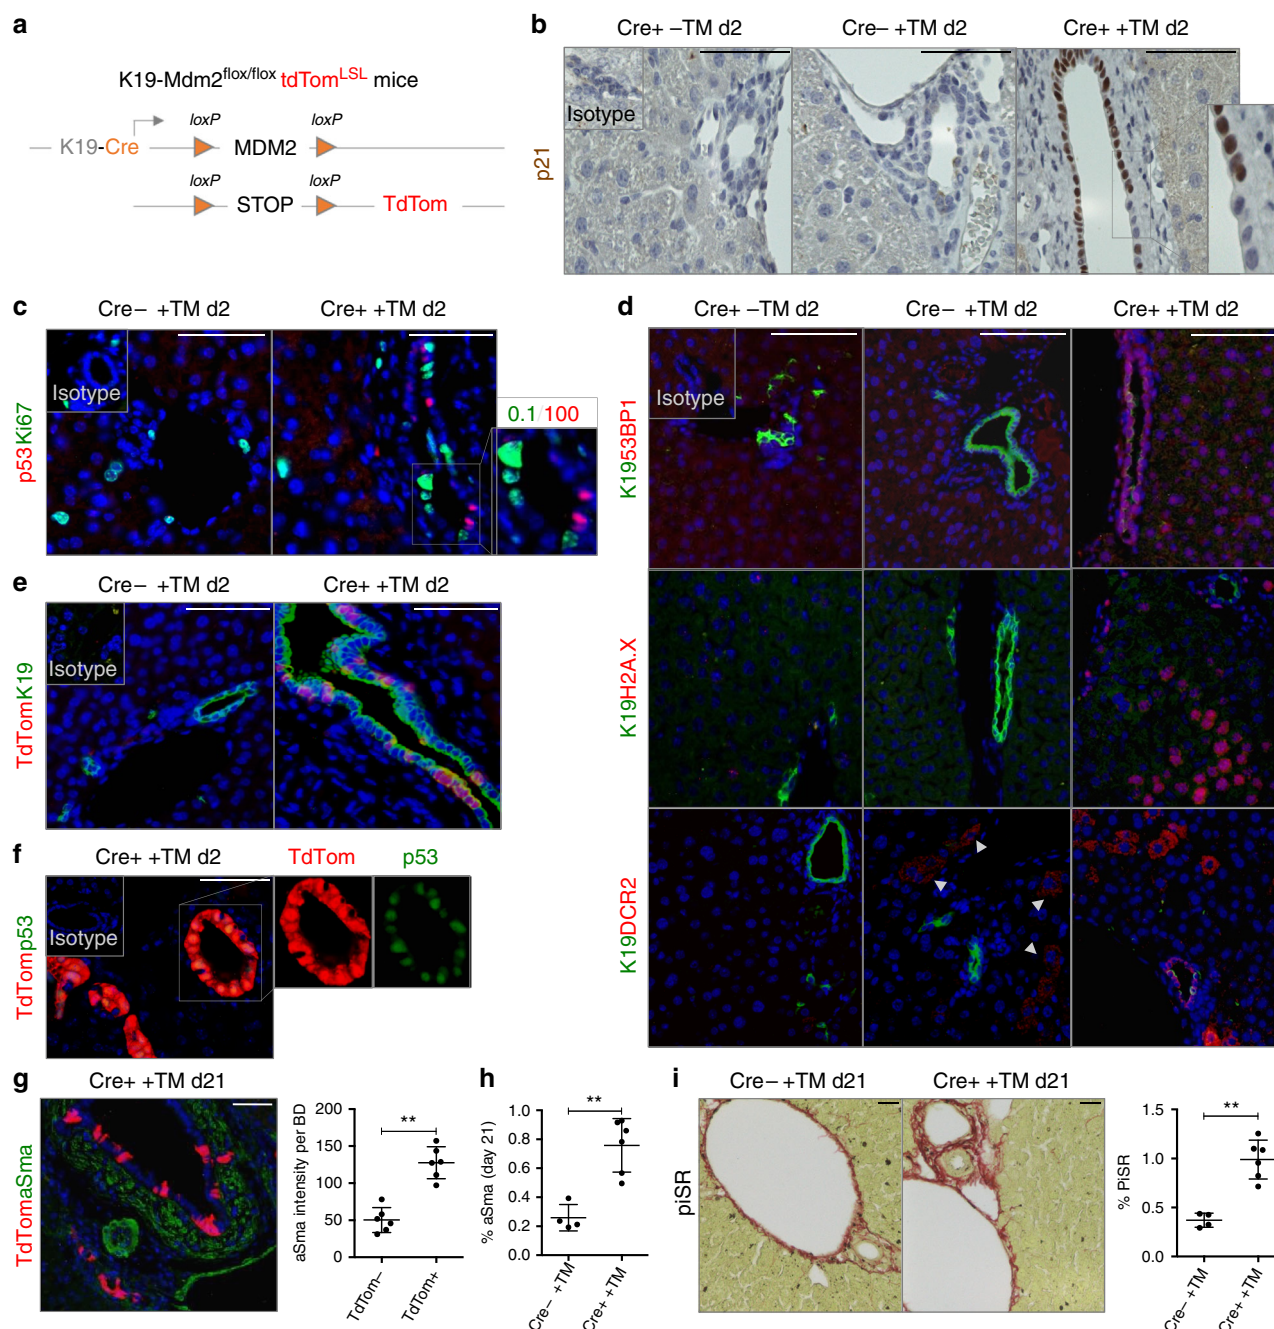 a
K19-Mdm2flox/flox tdTomLSL mice
loxP loxP
K19-Cre MDM2
loxP loxP
STOP TdTom
b
Cre+ –TM d2 Cre– +TM d2 Cre+ +TM d2
p21
Isotype
c
Cre– +TM d2 Cre+ +TM d2
p53Ki67
Isotype
0.1/100
d
Cre+ –TM d2 Cre– +TM d2 Cre+ +TM d2
K1953BP1
Isotype
K19H2A.X
K19DCR2
e
Cre– +TM d2 Cre+ +TM d2
TdTomK19
Isotype
f
Cre+ +TM d2 TdTom p53
TdTomp53
Isotype
g
Cre+ +TM d21
TdTomaSma
aSma intensity per BD
200
150
100
50
0
**
TdTom– TdTom+
h
% aSma (day 21)
1.0
0.8
0.6
0.4
0.2
0.0
**
Cre– +TM Cre+ +TM
i
Cre– +TM d21 Cre+ +TM d21
piSR
% PiSR
1.5
1.0
0.5
0.0
**
Cre– +TM Cre+ +TM